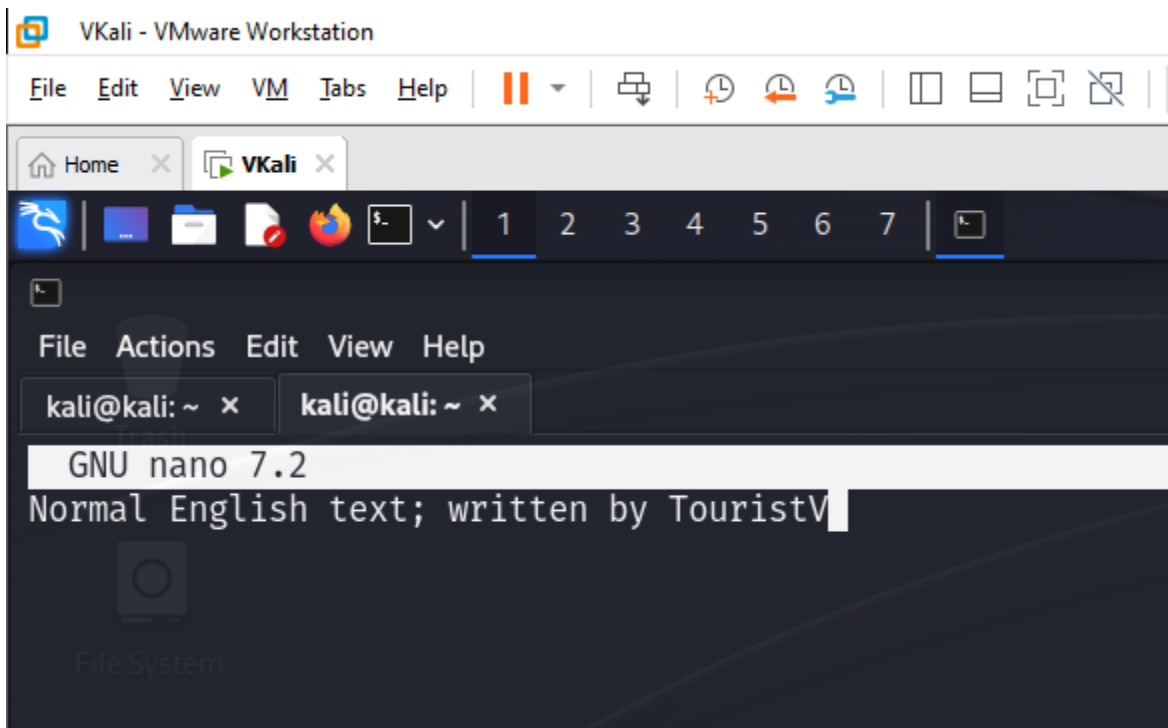 VKali - VMware Workstation
File Edit View VM Tabs Help
Home VKali
1 2 3 4 5 6 7
File Actions Edit View Help
kali@kali: ~ kali@kali: ~
Trash
GNU nano 7.2
Normal English text; written by TouristV
File System